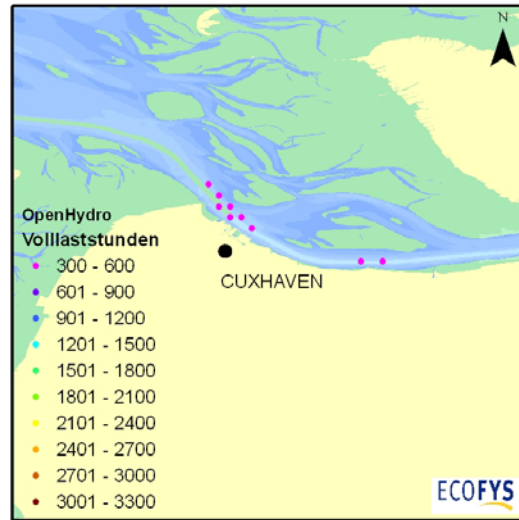 N
OpenHydro
Volllaststunden
300 - 600
601 - 900
901 - 1200
1201 - 1500
1501 - 1800
1801 - 2100
2101 - 2400
2401 - 2700
2701 - 3000
3001 - 3300
CUXHAVEN
ECOFYS